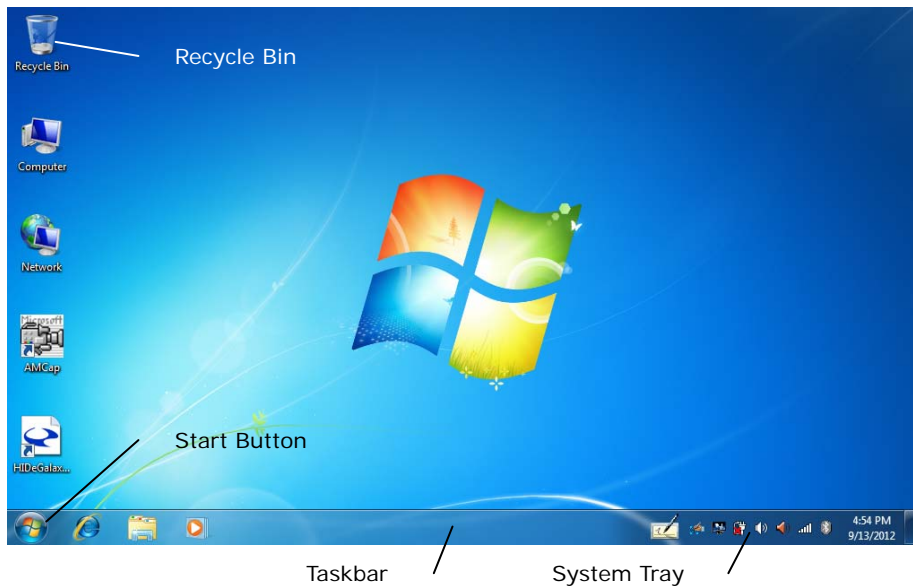 Recycle Bin
Recycle Bin
Computer
Network
Microsoft
AMCap
Start Button
HIDeGalax...
4:54 PM
9/13/2012
Taskbar
System Tray